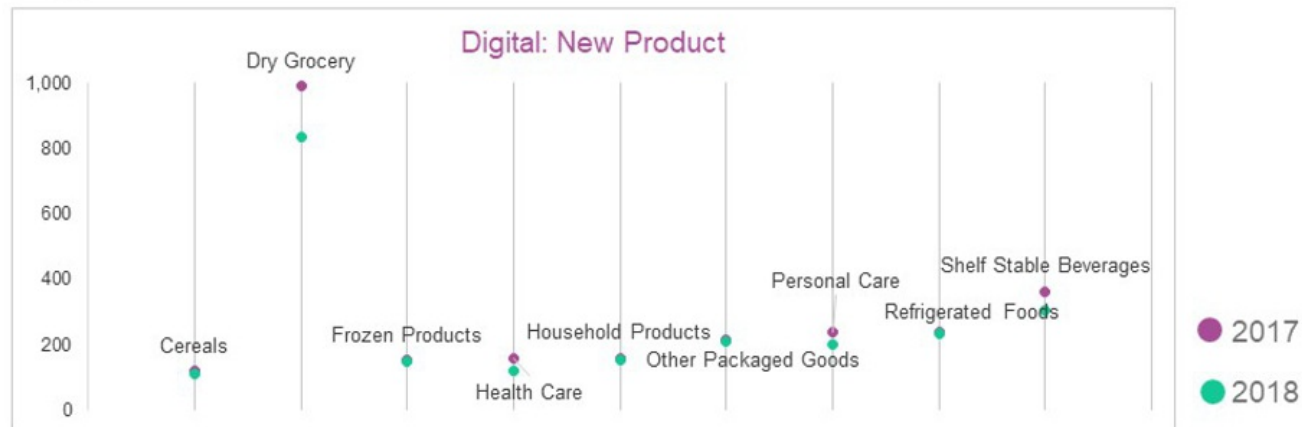 Digital: New Product
Dry Grocery
1,000
800
600
400
Shelf Stable Beverages
Personal Care
Refrigerated Foods
Household Products
Frozen Products
Cereals
Other Packaged Goods
200
Health Care
0
2017
2018